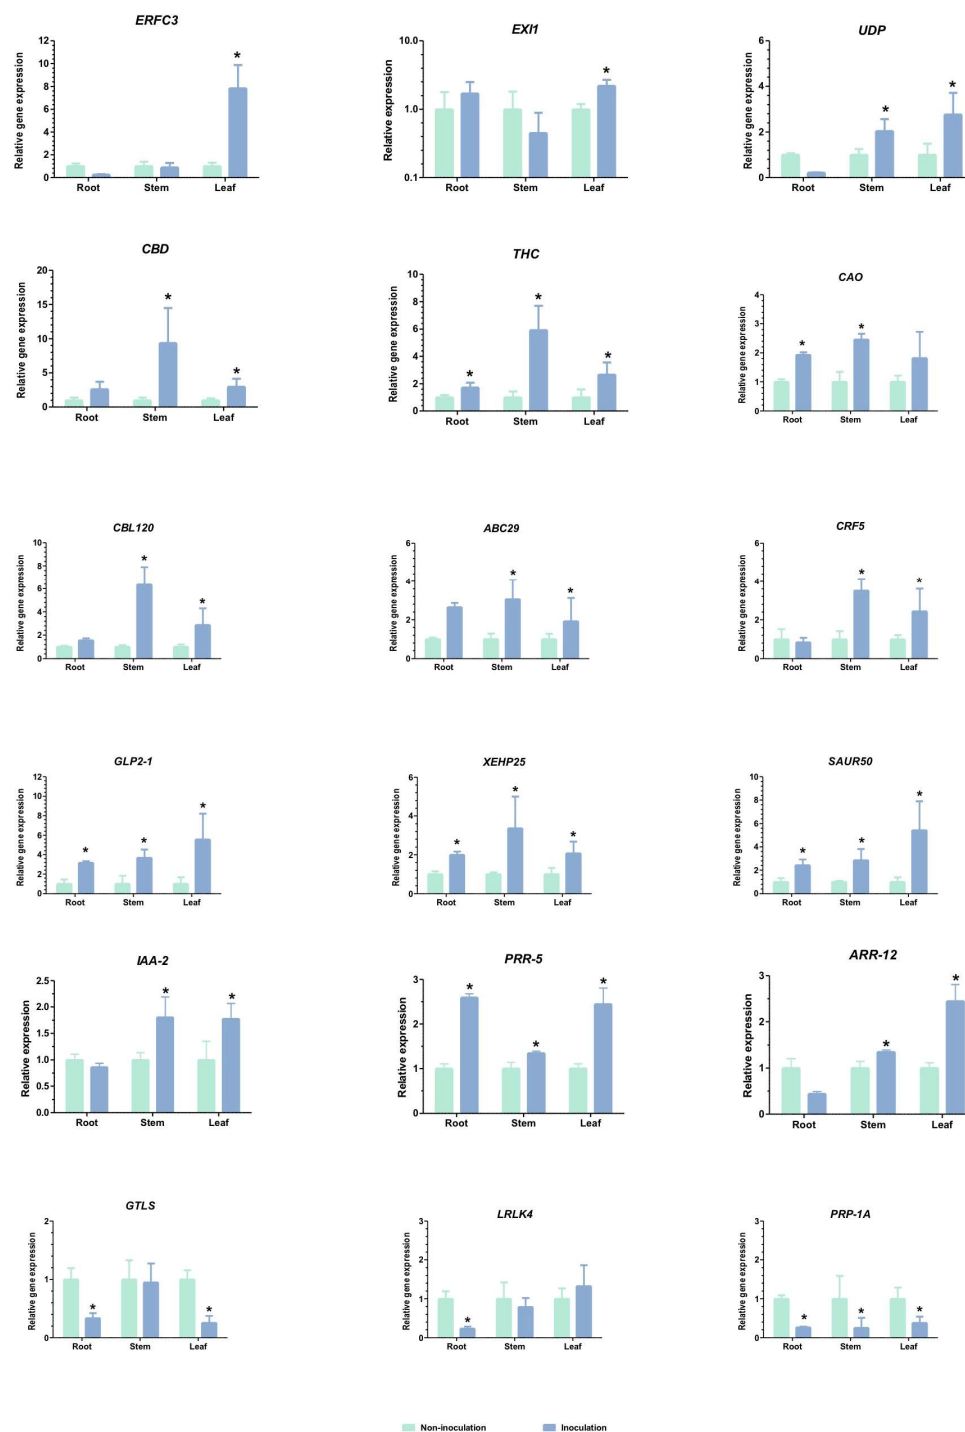 ERFC3
Relative gene expression
12
10
8
6
4
2
0
Root Stem Leaf
*
EXI1
Relative expression
10.0
1.0
0.1
Root Stem Leaf
*
UDP
Relative gene expression
6
4
2
0
Root Stem Leaf
* *
CBD
Relative gene expression
20
15
10
5
0
Root Stem Leaf
* *
THC
Relative gene expression
10
8
6
4
2
0
Root Stem Leaf
* * *
CAO
Relative gene expression
4
3
2
1
0
Root Stem Leaf
* *
CBL120
Relative gene expression
10
8
6
4
2
0
Root Stem Leaf
* *
ABC29
Relative gene expression
6
4
2
0
Root Stem Leaf
* *
CRF5
Relative gene expression
6
4
2
0
Root Stem Leaf
* *
GLP2-1
Relative gene expression
12
10
8
6
4
2
0
Root Stem Leaf
* * *
XEHP25
Relative gene expression
6
4
2
0
Root Stem Leaf
* * *
SAUR50
Relative gene expression
10
8
6
4
2
0
Root Stem Leaf
* * *
IAA-2
Relative expression
2.5
2.0
1.5
1.0
0.5
0.0
Root Stem Leaf
* *
PRR-5
Relative expression
3
2
1
0
Root Stem Leaf
* * *
ARR-12
Relative expression
3
2
1
0
Root Stem Leaf
* *
GTLS
Relative gene expression
2
1
0
Root Stem Leaf
* *
LRLK4
Relative gene expression
3
2
1
0
Root Stem Leaf
*
PRP-1A
Relative gene expression
3
2
1
0
Root Stem Leaf
* * *
Non-inoculation Inoculation